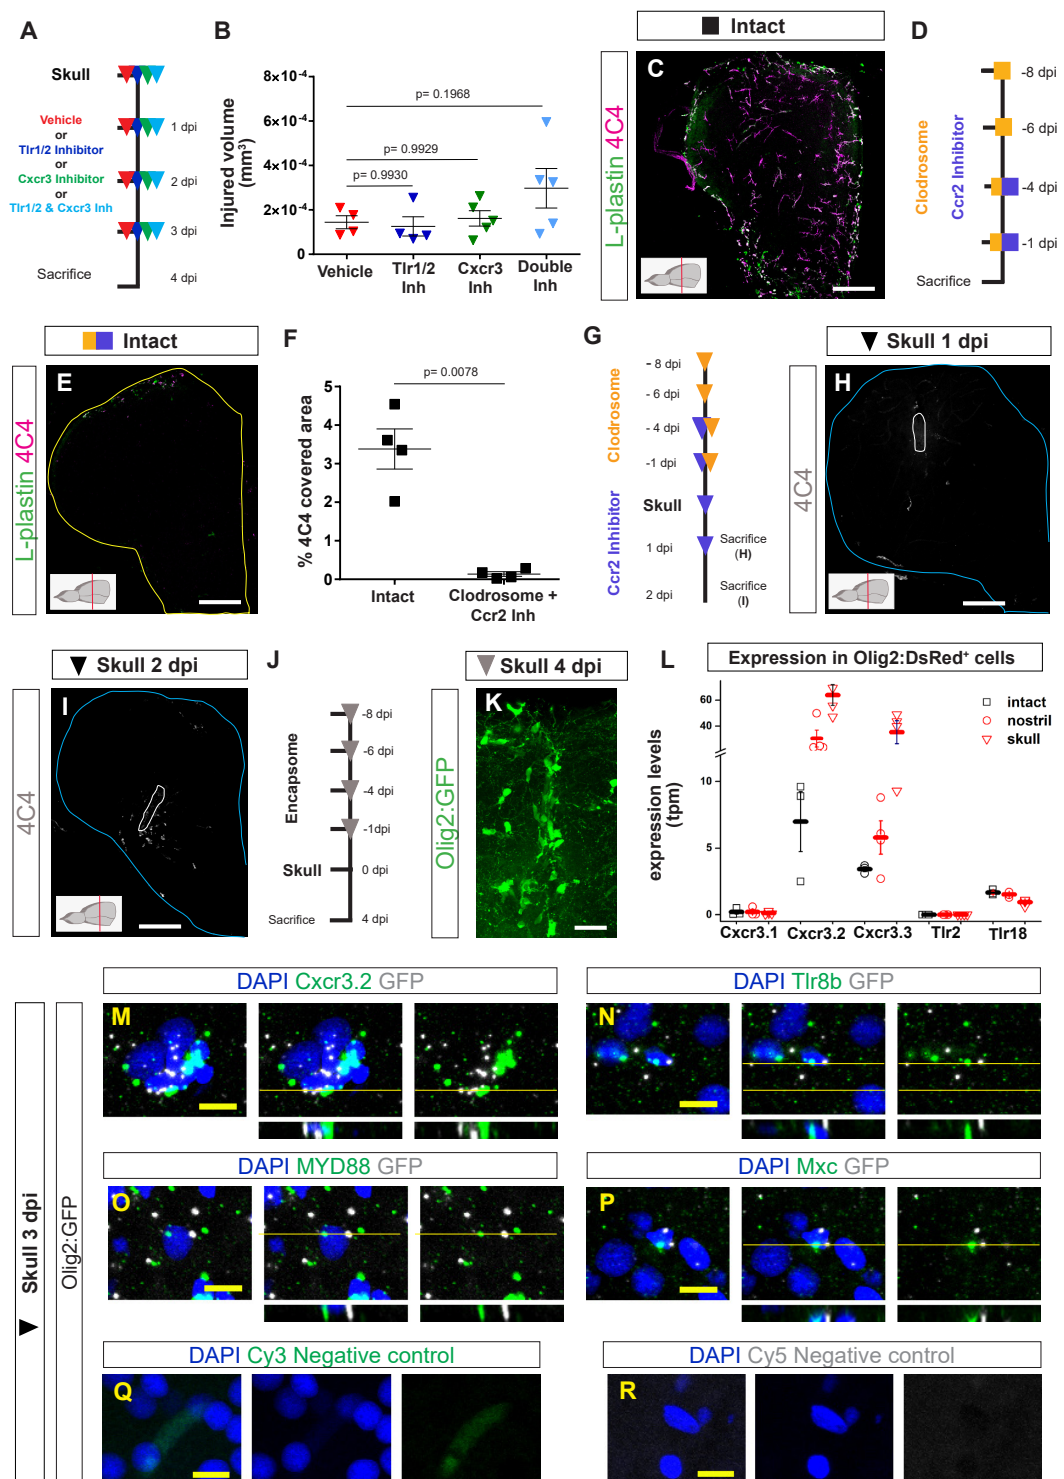 A
Skull
Vehicle
or
Tlr1/2 Inhibitor
or
Cxcr3 Inhibitor
or
Tlr1/2 & Cxcr3 Inh
Sacrifice
1 dpi
2 dpi
3 dpi
4 dpi
B
Injured volume
(mm³)
8×10⁻⁴
6×10⁻⁴
4×10⁻⁴
2×10⁻⁴
0
p= 0.1968
p= 0.9929
p= 0.9930
Vehicle
Tlr1/2
Inh
Cxcr3
Inh
Double
Inh
Intact
C
L-plastin 4C4
D
Clodrosome
Ccr2 Inhibitor
-8 dpi
-6 dpi
-4 dpi
-1 dpi
Sacrifice
Intact
E
L-plastin 4C4
F
% 4C4 covered area
5
4
3
2
1
0
p= 0.0078
Intact
Clodrosome +
Ccr2 Inh
G
Clodrosome
Ccr2 Inhibitor
- 8 dpi
- 6 dpi
- 4 dpi
-1 dpi
Skull
1 dpi
2 dpi
Sacrifice
(H)
Sacrifice
(I)
Skull 1 dpi
H
4C4
Skull 2 dpi
I
4C4
J
Encapsome
-8 dpi
-6 dpi
-4 dpi
-1dpi
Skull
0 dpi
Sacrifice
4 dpi
Skull 4 dpi
K
Olig2:GFP
L
Expression in Olig2:DsRed⁺ cells
expression levels
(tpm)
60
40
10
5
0
intact
nostril
skull
Cxcr3.1
Cxcr3.2
Cxcr3.3
Tlr2
Tlr18
Skull 3 dpi
Olig2:GFP
DAPI Cxcr3.2 GFP
M
DAPI Tlr8b GFP
N
DAPI MYD88 GFP
O
DAPI Mxc GFP
P
DAPI Cy3 Negative control
Q
DAPI Cy5 Negative control
R